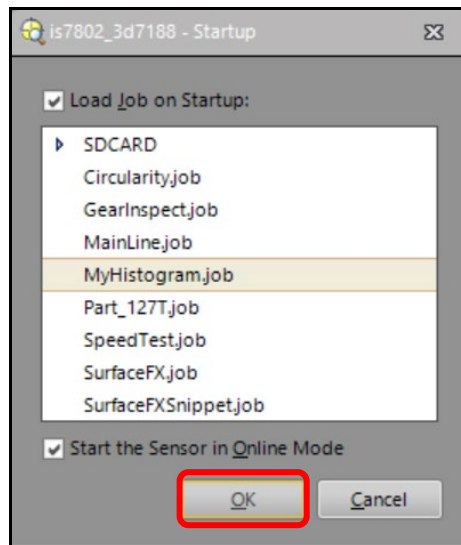 is7802_3d7188 - Startup
Load Job on Startup:
SDCARD
Circularity.job
GearInspect.job
MainLine.job
MyHistogram.job
Part_127T.job
SpeedTest.job
SurfaceFX.job
SurfaceFXSnippet.job
Start the Sensor in Online Mode
OK Cancel